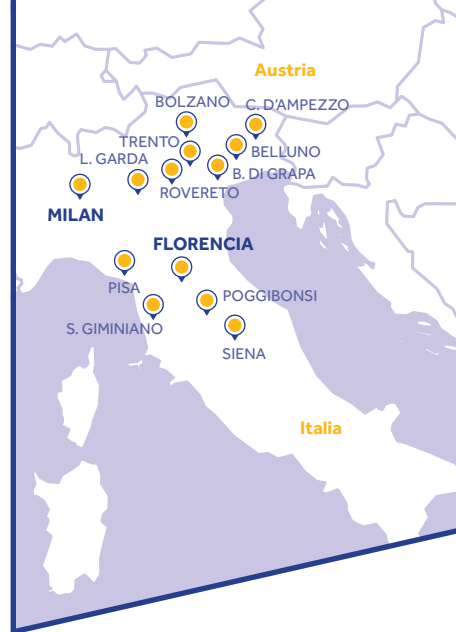 Austria
BOLZANO
C. D'AMPEZZO
TRENTO
BELLUNO
L. GARDA
B. DI GRAPA
ROVERETO
MILAN
FLORENCIA
PISA
POGGIBONSI
S. GIMINIANO
SIENA
Italia